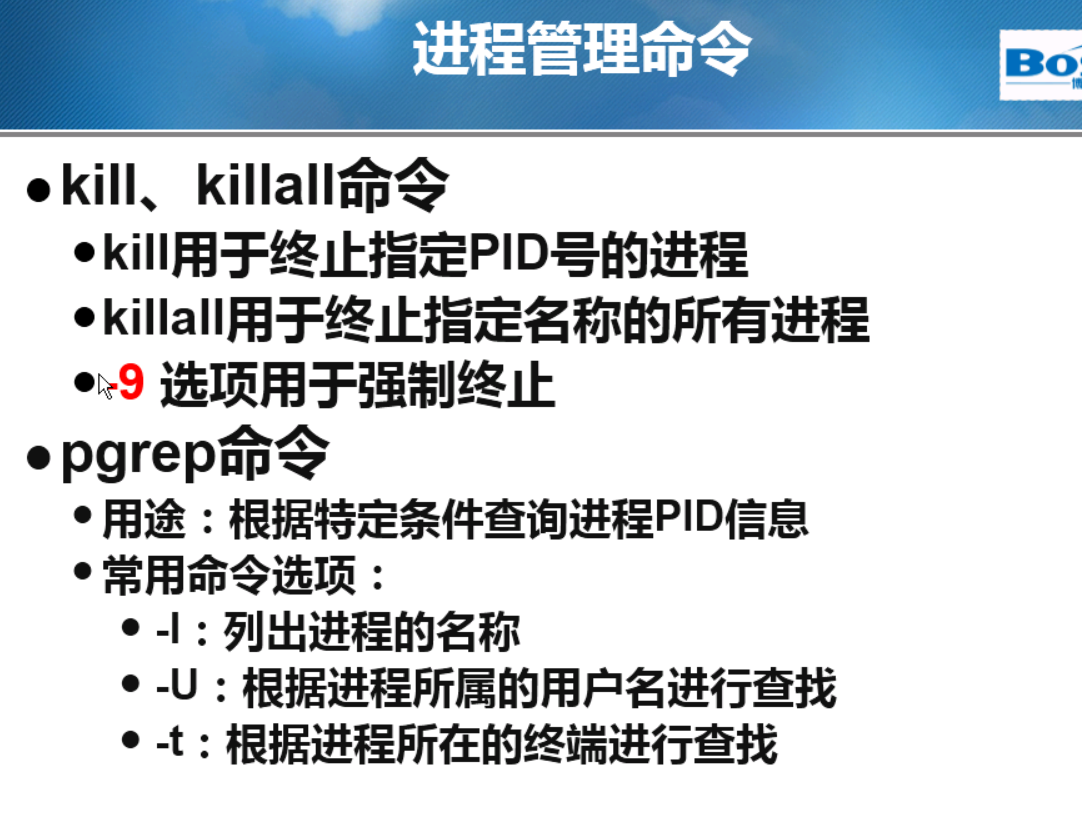 进程管理命令
Bo
kill、killall命令
kill用于终止指定PID号的进程
killall用于终止指定名称的所有进程
-9 选项用于强制终止
pgrep命令
用途：根据特定条件查询进程PID信息
常用命令选项：
-l：列出进程的名称
-U：根据进程所属的用户名进行查找
-t：根据进程所在的终端进行查找